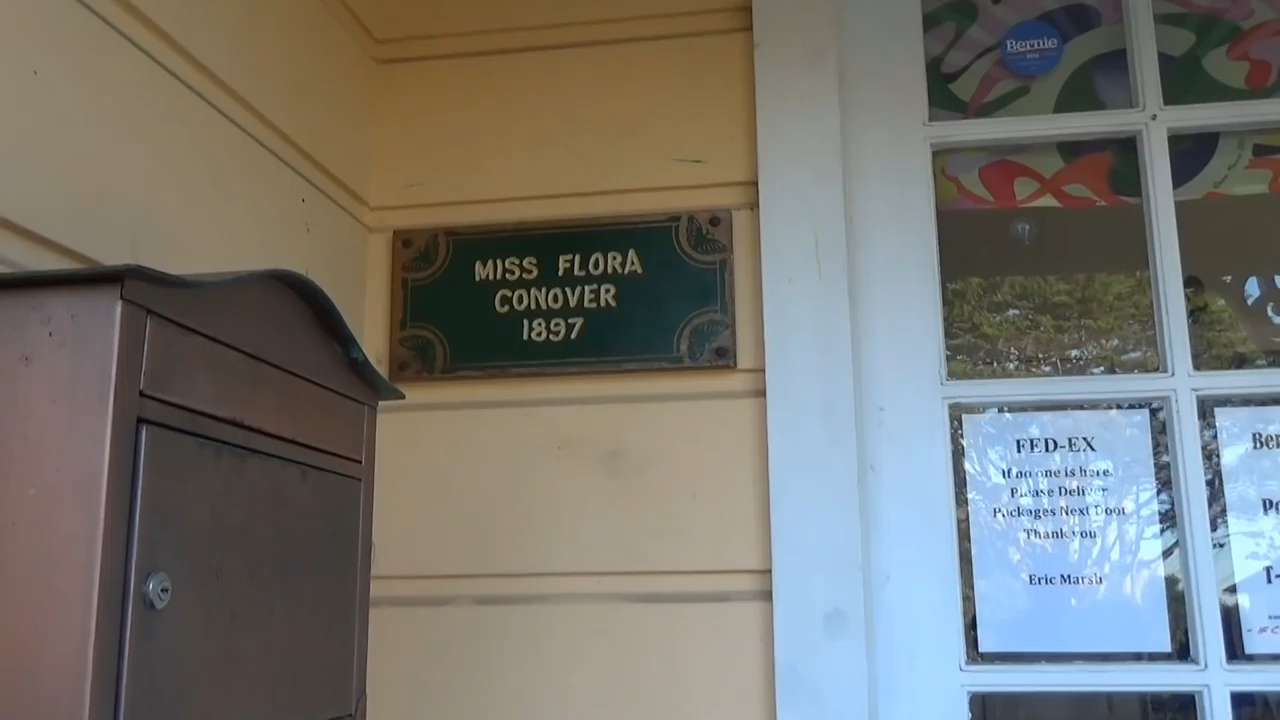 Bernie
MISS FLORA
CONOVER
1897
FED-EX
If no one is here.
Please Deliver
Packages Next Door
Thank you
Eric Marsh